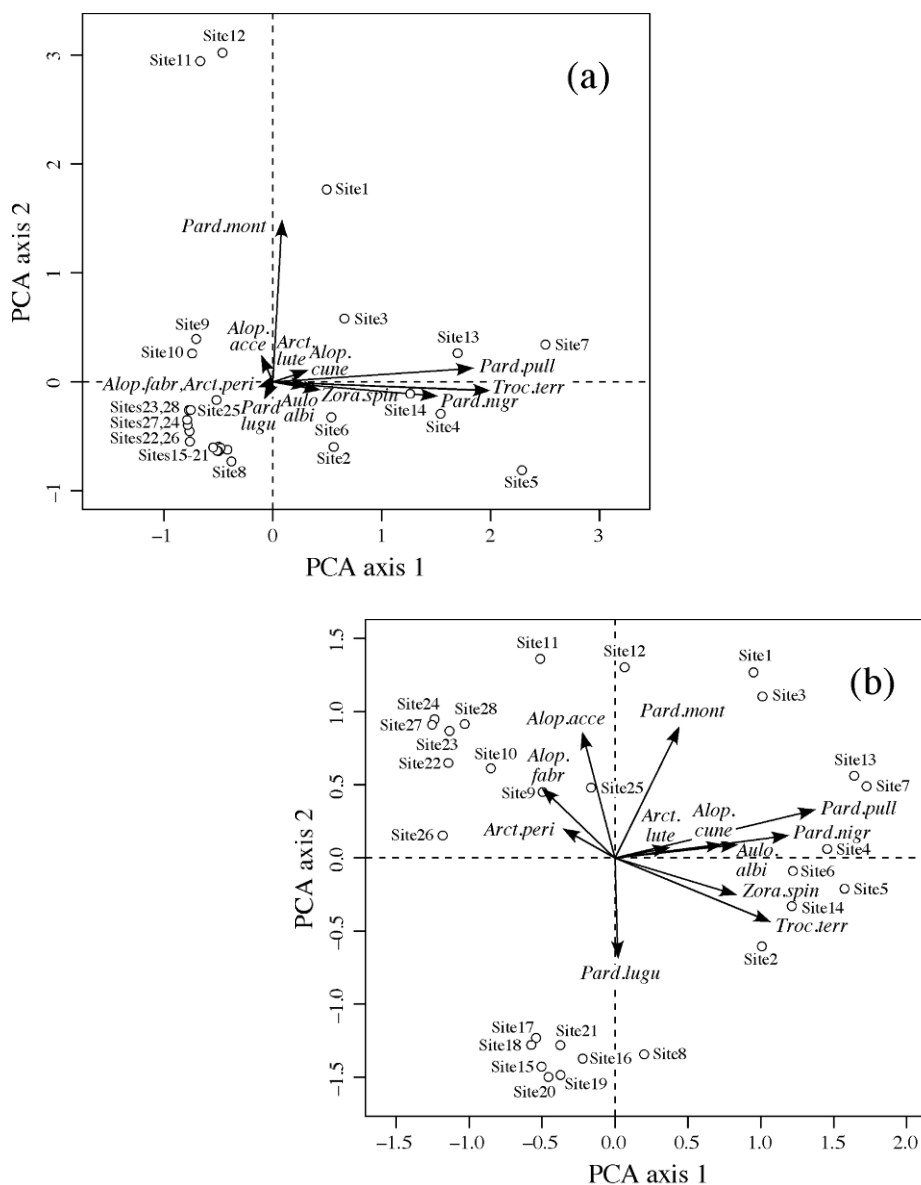 (a)
Site12
Site11
Site1
Pard.mont
Site3
Site9
Site10
Alop.
acce
Arct.
lute
Alop.
cune
Site13
Site7
Pard.pull
Troc.terr
Alop.fabr.
Arct.peri
Zora.spin
Pard.nigr
Aulo
albi
Pard
lugu
Sites23,28
Site25
Sites27,24
Sites22,26
Sites15-21
Site8
Site6
Site2
Site14
Site4
Site5
PCA axis 2
3
2
1
0
−1
−1
0
1
2
3
PCA axis 1
(b)
Site11
Site12
Site1
Site3
Site24
Site28
Site27
Site23
Site22
Site10
Alop.acce
Pard.mont
Alop.
fabr
Site9
Site25
Site13
Site7
Arct.
lute
Alop.
cune
Pard.pull
Pard.nigr
Arct.peri
Site26
Site4
Aulo.
albi
Site6
Zora.spin
Site5
Site14
Troc.terr
Site2
Pard.lugu
Site17
Site21
Site18
Site16
Site8
Site15
Site19
Site20
PCA axis 2
1.5
1.0
0.5
0.0
−0.5
−1.0
−1.5
−1.5
−1.0
−0.5
0.0
0.5
1.0
1.5
2.0
PCA axis 1